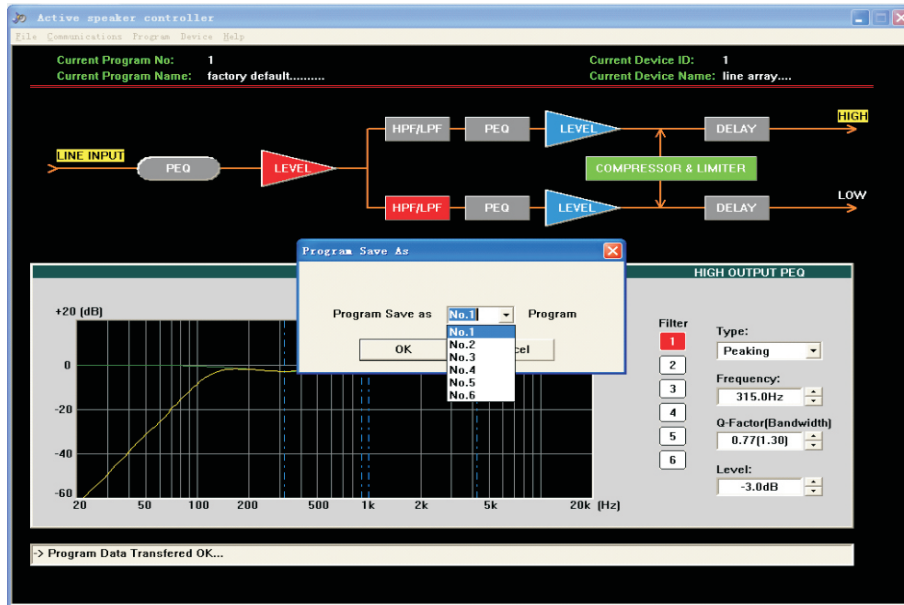 Active speaker controller
File Communications Program Device Help
Current Program No: 1
Current Program Name: factory default..........
Current Device ID: 1
Current Device Name: line array....
HIGH
HPF/LPF PEQ LEVEL DELAY
LINE INPUT
PEQ LEVEL COMPRESSOR & LIMITER
LOW
HPF/LPF PEQ LEVEL DELAY
Program Save As
HIGH OUTPUT PEQ
Program Save as No.1 Program
No.1
No.2
No.3
No.4
No.5
No.6
OK
+20 (dB)
0
-20
-40
-60
20 50 100 200 500 1k 2k 5k 20k (Hz)
Filter
1
2
3
4
5
6
Type:
Peaking
Frequency:
315.0Hz
Q-Factor(Bandwidth)
0.77(1.30)
Level:
-3.0dB
-> Program Data Transfered OK...